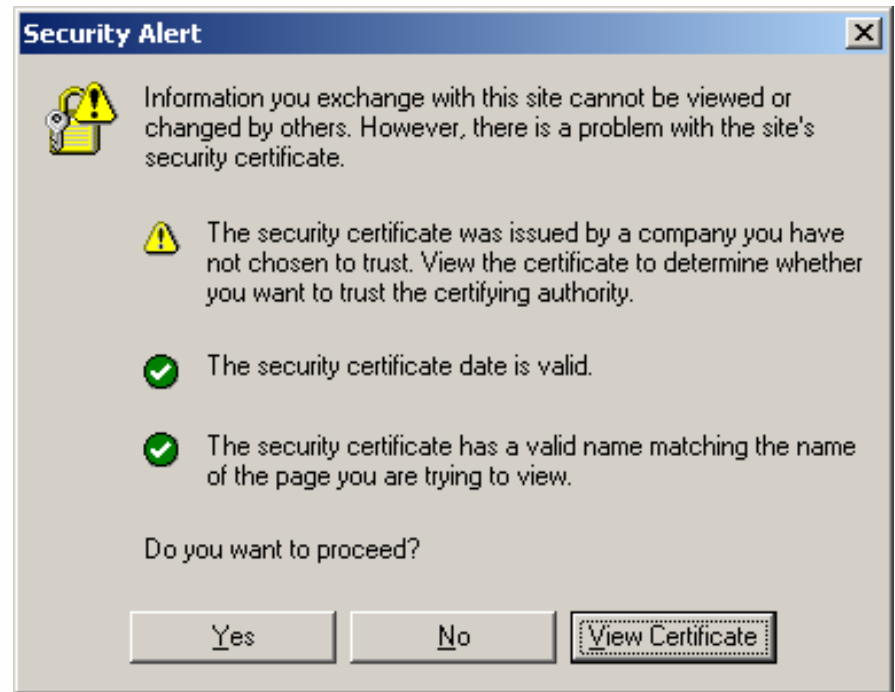 Security Alert
Information you exchange with this site cannot be viewed or
changed by others. However, there is a problem with the site's
security certificate.
The security certificate was issued by a company you have
not chosen to trust. View the certificate to determine whether
you want to trust the certifying authority.
The security certificate date is valid.
The security certificate has a valid name matching the name
of the page you are trying to view.
Do you want to proceed?
Yes
No
View Certificate